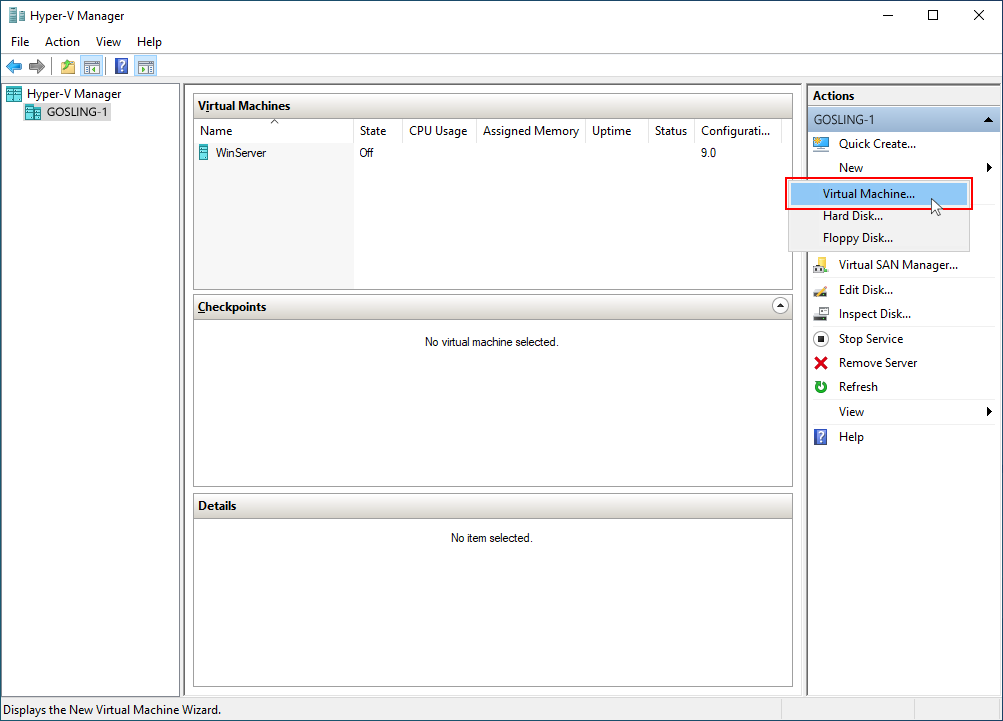 Hyper-V Manager
File Action View Help
Hyper-V Manager
GOSLING-1
Virtual Machines
Name State CPU Usage Assigned Memory Uptime Status Configurati...
WinServer Off 9.0
Checkpoints
No virtual machine selected.
Details
No item selected.
Actions
GOSLING-1
Quick Create...
New
Virtual Machine...
Hard Disk...
Floppy Disk...
Virtual SAN Manager...
Edit Disk...
Inspect Disk...
Stop Service
Remove Server
Refresh
View
Help
Displays the New Virtual Machine Wizard.